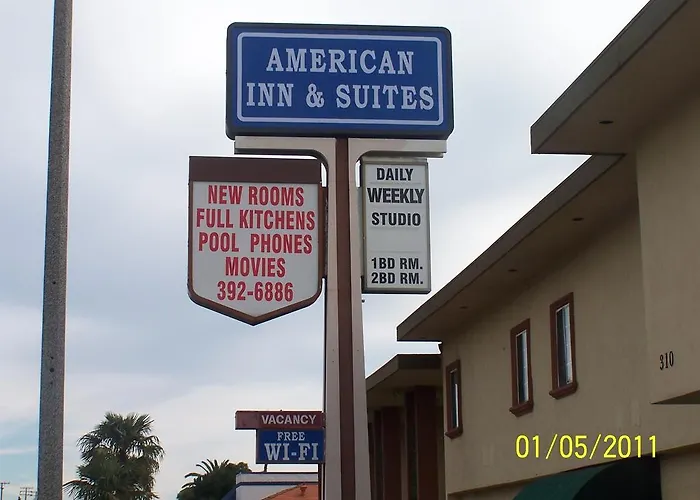 AMERICAN
INN & SUITES
NEW ROOMS
FULL KITCHENS
POOL PHONES
MOVIES
392-6886
DAILY
WEEKLY
STUDIO
1BD RM.
2BD RM.
VACANCY
FREE
WI-FI
310
01/05/2011